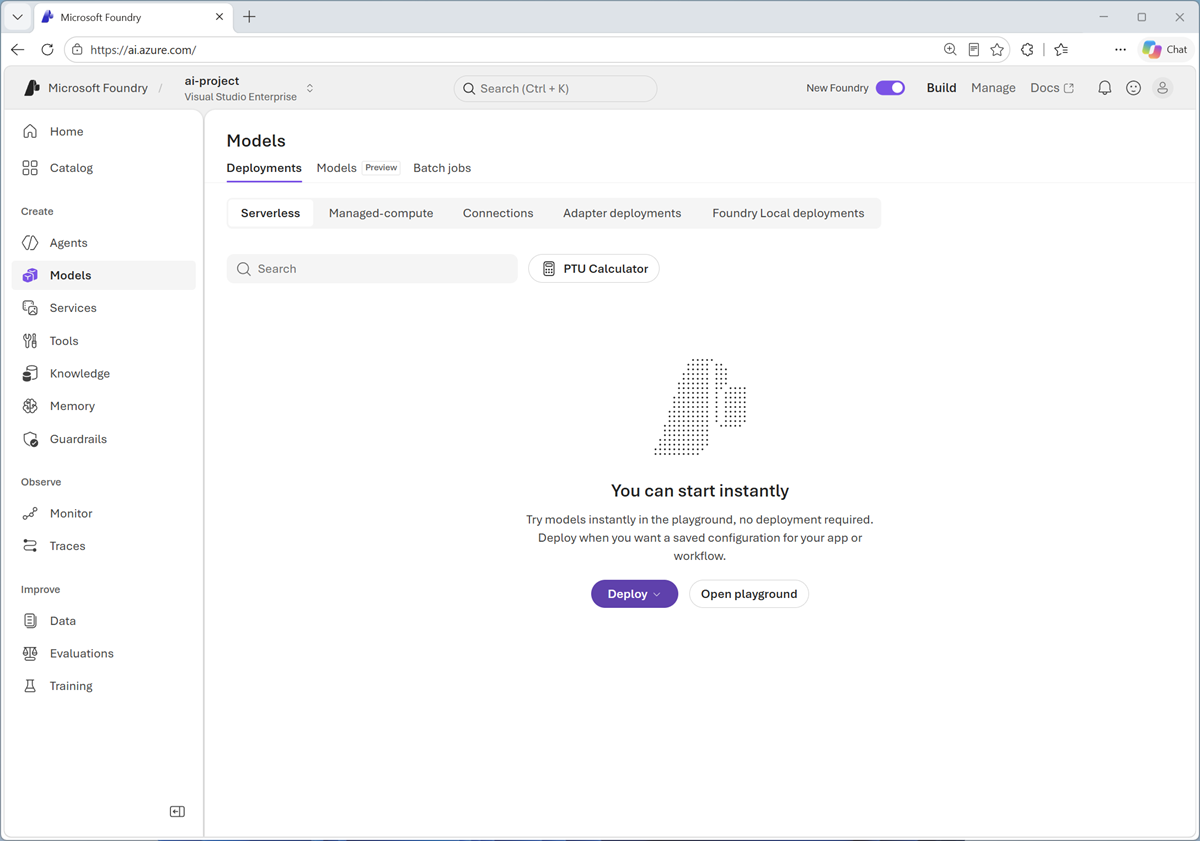 Microsoft Foundry
https://ai.azure.com/
Chat
Microsoft Foundry / ai-project
Visual Studio Enterprise
Search (Ctrl + K)
New Foundry
Build
Manage
Docs
Home
Catalog
Create
Agents
Models
Services
Tools
Knowledge
Memory
Guardrails
Observe
Monitor
Traces
Improve
Data
Evaluations
Training
Models
Deployments Models Preview Batch jobs
Serverless Managed-compute Connections Adapter deployments Foundry Local deployments
Search PTU Calculator
You can start instantly
Try models instantly in the playground, no deployment required.
Deploy when you want a saved configuration for your app or
workflow.
Deploy Open playground